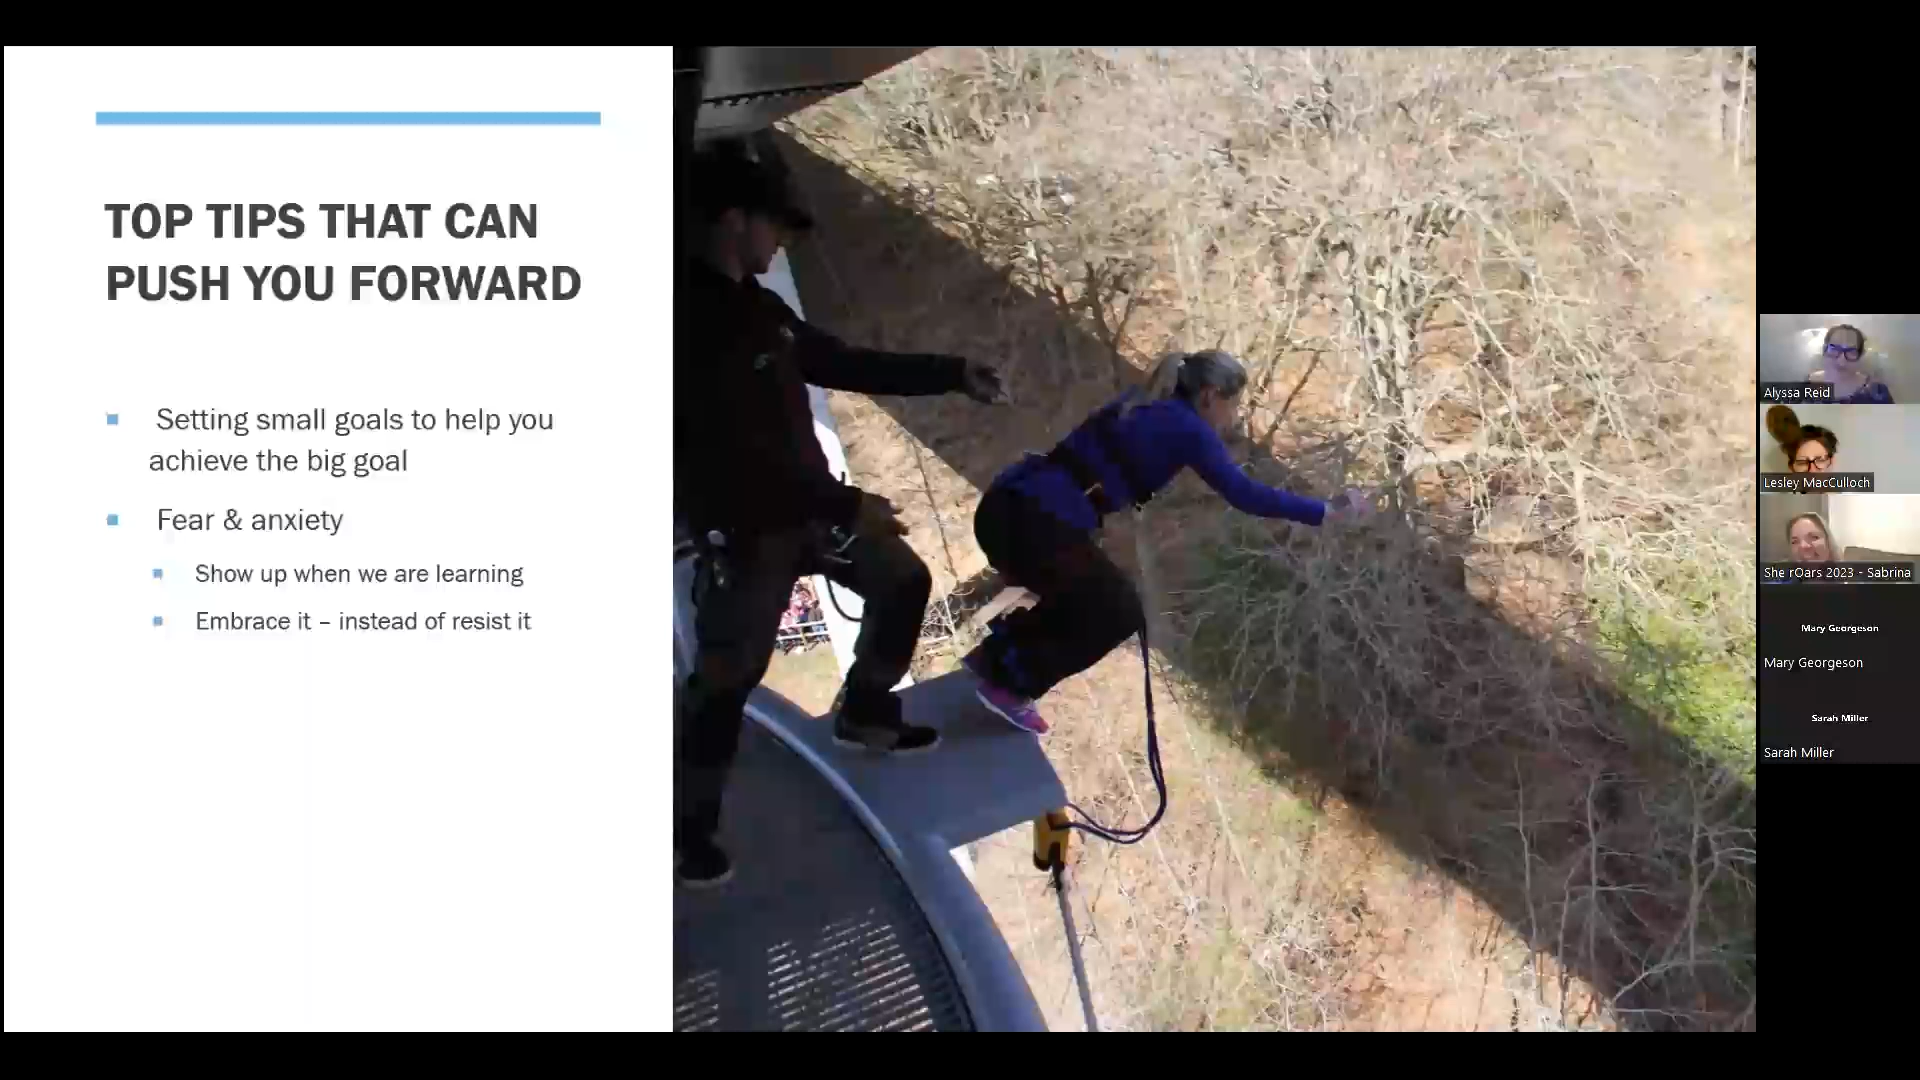 TOP TIPS THAT CAN
PUSH YOU FORWARD
Setting small goals to help you
achieve the big goal
Fear & anxiety
Show up when we are learning
Embrace it – instead of resist it
Alyssa Reid
Lesley MacCulloch
She rOars 2023 - Sabrina
Mary Georgeson
Mary Georgeson
Sarah Miller
Sarah Miller